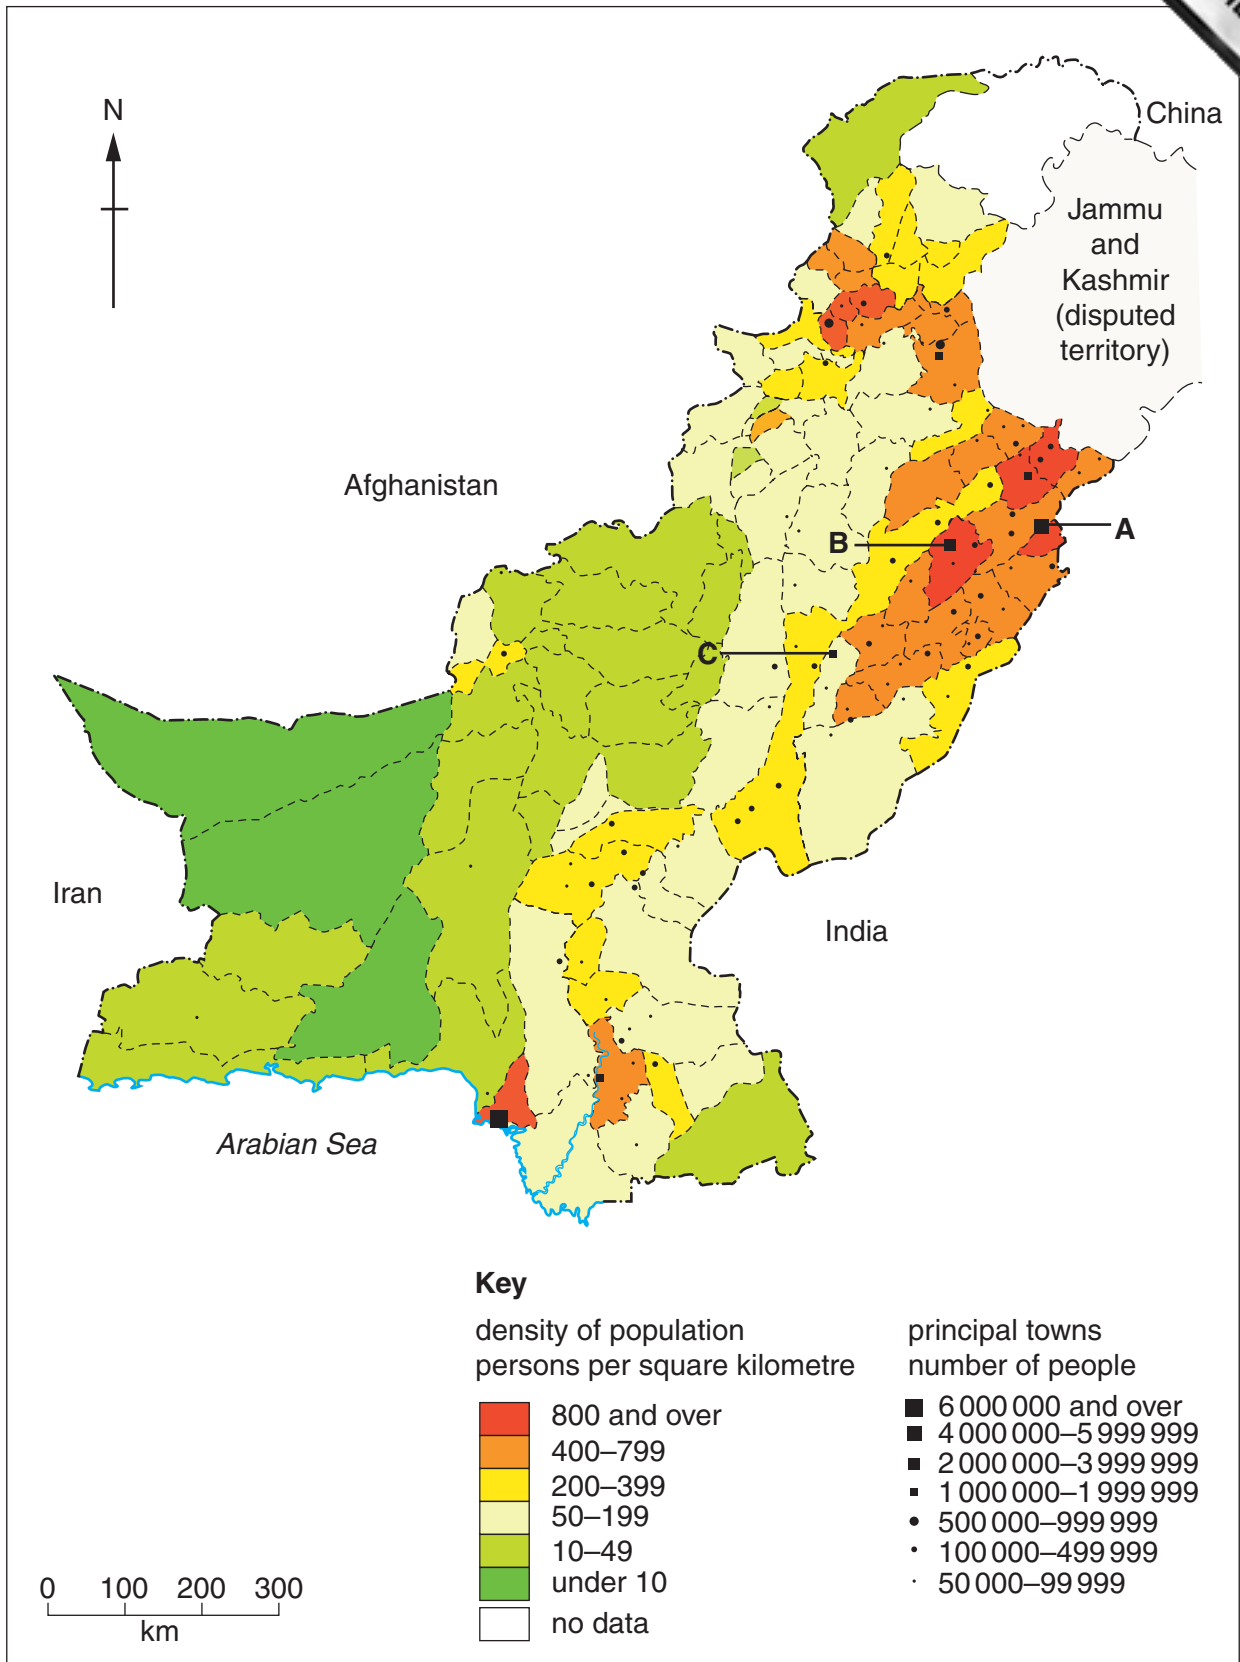 N
China
Jammu
and
Kashmir
(disputed
territory)
Afghanistan
A
B
C
Iran
India
Arabian Sea
Key
density of population
persons per square kilometre
800 and over
400–799
200–399
50–199
10–49
under 10
no data
principal towns
number of people
6 000 000 and over
4 000 000–5 999 999
2 000 000–3 999 999
1 000 000–1 999 999
500 000–999 999
100 000–499 999
50 000–99 999
0 100 200 300
km